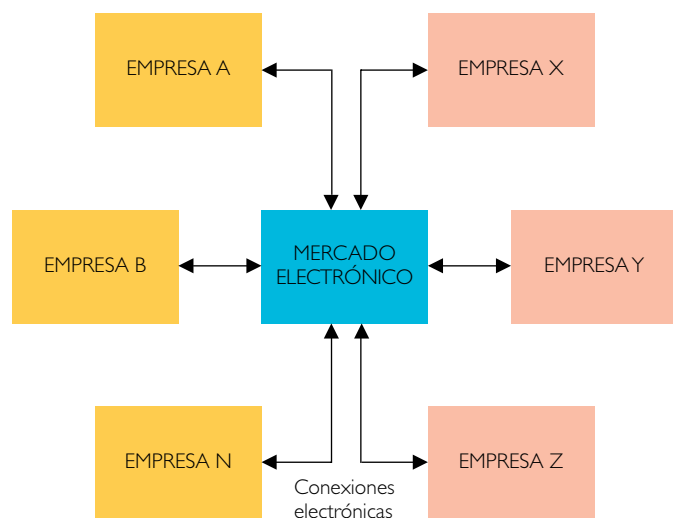 EMPRESA A
EMPRESA X
EMPRESA B
MERCADO
ELECTRÓNICO
EMPRESA Y
EMPRESA N
EMPRESA Z
Conexiones
electrónicas